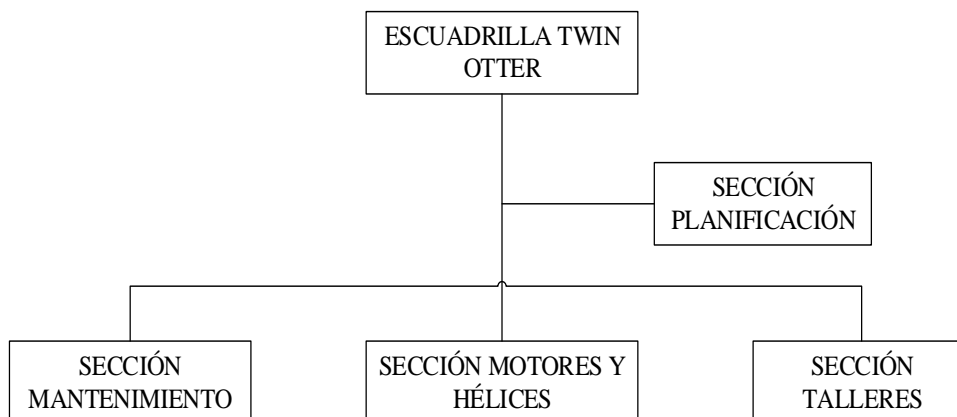 ESCUADRILLA TWIN
OTTER
SECCIÓN
PLANIFICACIÓN
SECCIÓN
MANTENIMIENTO
SECCIÓN MOTORES Y
HÉLICES
SECCIÓN
TALLERES